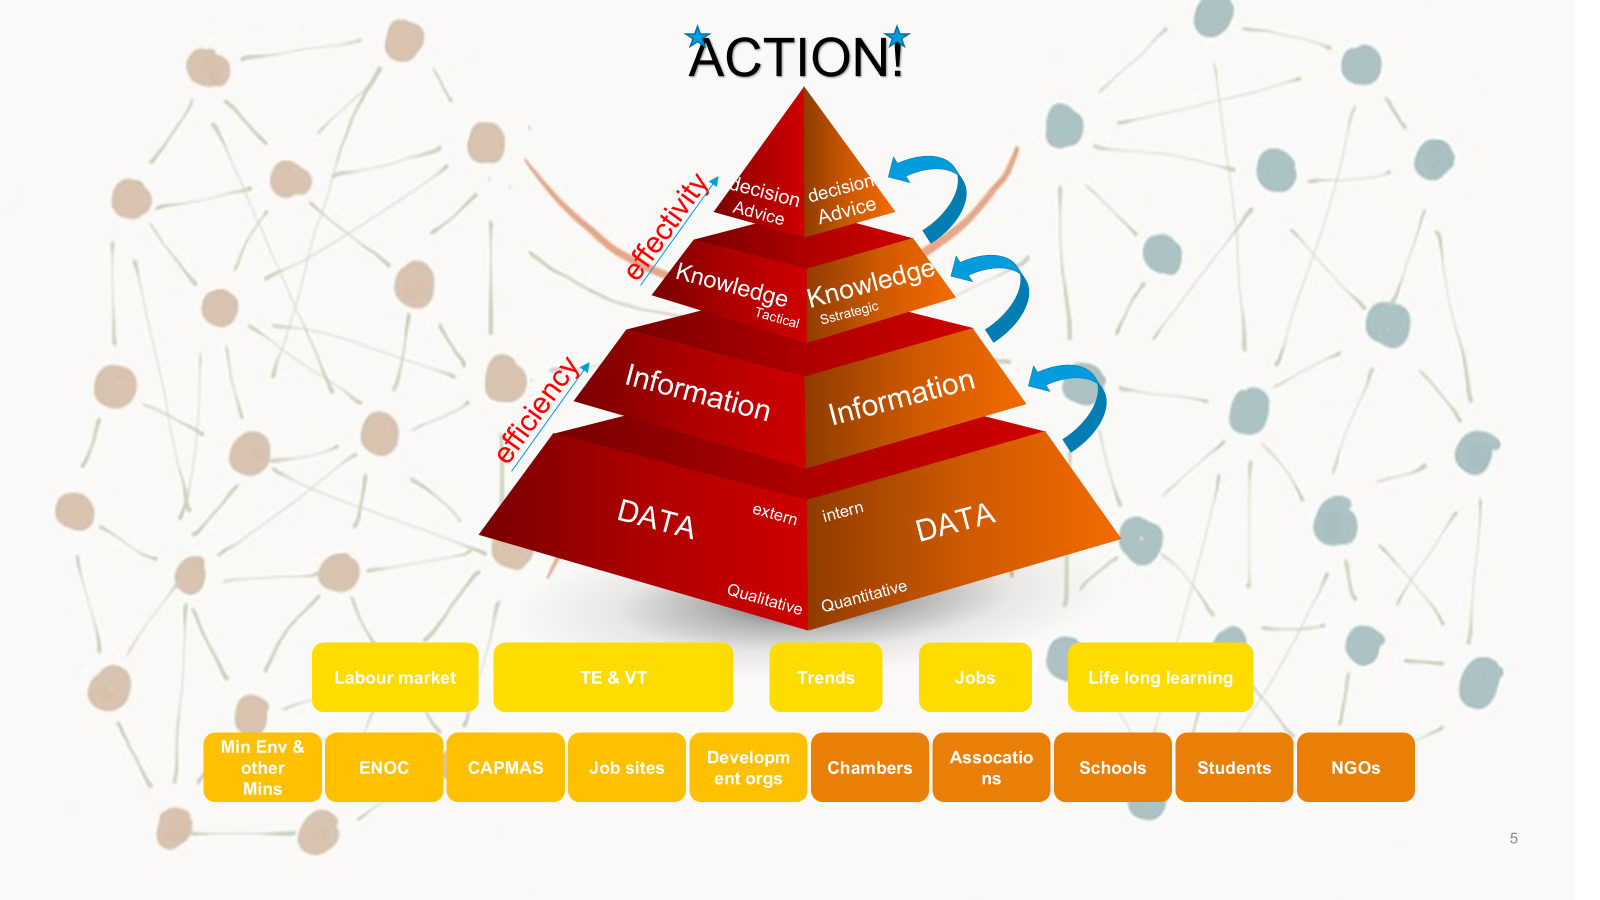 ACTION!
decision
Advice
decision
Advice
effectivity
Knowledge
Tactical
Knowledge
Sstrategic
efficiency
Information
Information
DATA
extern
intern
DATA
Qualitative
Quantitative
Labour market
TE & VT
Trends
Jobs
Life long learning
Min Env &
other
Mins
ENOC
CAPMAS
Job sites
Developm
ent orgs
Chambers
Assocatio
ns
Schools
Students
NGOs
5